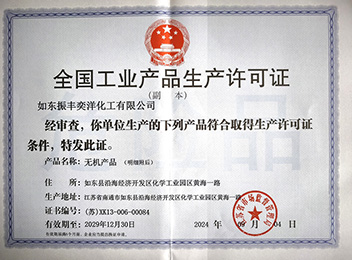 全国工业产品生产许可证
(副 本)
如东振丰奕洋化工有限公司
经审查，你单位生产的下列产品符合取得生产许可证
条件，特发此证。
产品名称： 无机产品 (明细附后)
住 所： 如东县沿海经济开发区化学工业园区黄海一路
生产地址： 江苏省南通市如东县沿海经济开发区化学工业园区黄海一路
证书编号： (苏)XK13-006-00084
有效期至： 2029年12月30日
2024 年 04 日